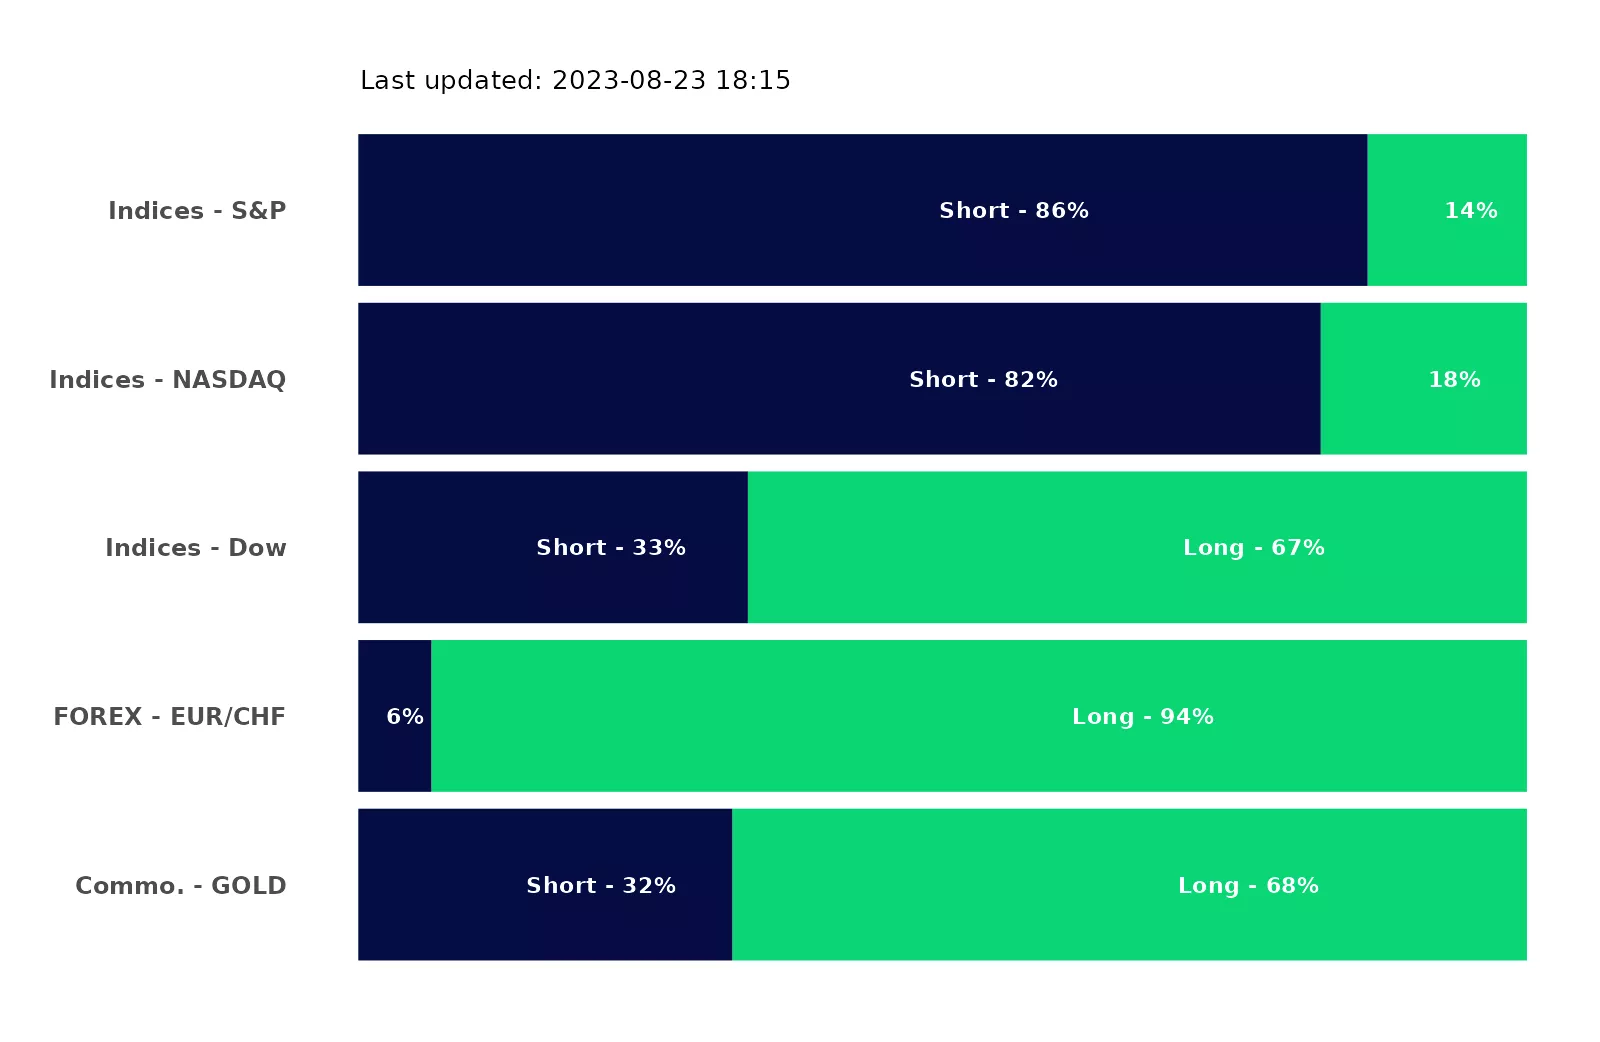 Last updated: 2023-08-23 18:15
Indices - S&P
Short - 86%
14%
Indices - NASDAQ
Short - 82%
18%
Indices - Dow
Short - 33%
Long - 67%
FOREX - EUR/CHF
6%
Long - 94%
Commo. - GOLD
Short - 32%
Long - 68%